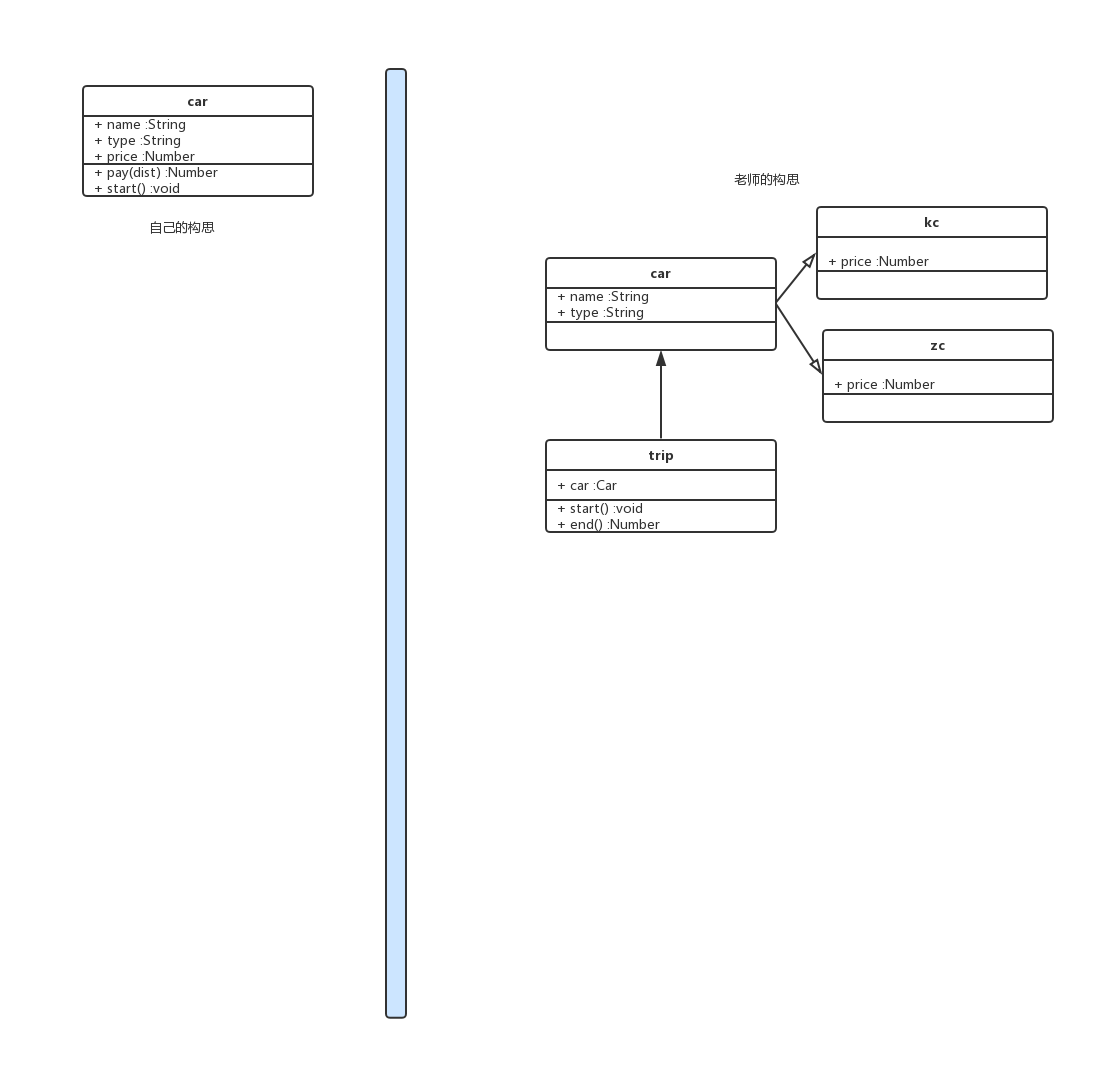 car
+ name :String
+ type :String
+ price :Number
+ pay(dist) :Number
+ start() :void
自己的构思
老师的构思
kc
+ price :Number
car
+ name :String
+ type :String
zc
+ price :Number
trip
+ car :Car
+ start() :void
+ end() :Number